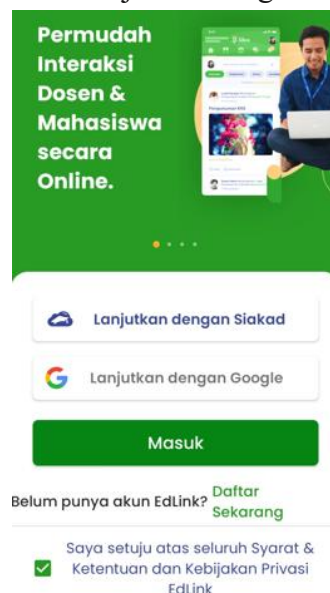 Permudah
Interaksi
Dosen &
Mahasiswa
secara
Online.
Lanjutkan dengan Siakad
Lanjutkan dengan Google
Masuk
Belum punya akun EdLink? Daftar
Sekarang
Saya setuju atas seluruh Syarat &
Ketentuan dan Kebijakan Privasi
EdLink